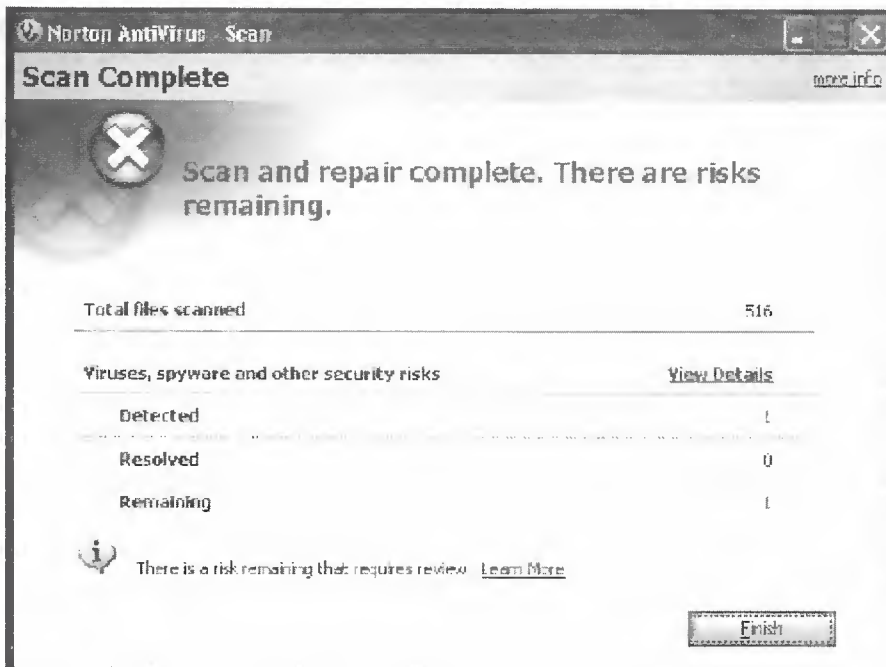 Norton AntiVirus - Scan
Scan Complete
more info
Scan and repair complete. There are risks
remaining.
Total files scanned 516
Viruses, spyware and other security risks View Details
Detected 1
Resolved 0
Remaining 1
There is a risk remaining that requires review Learn More
Finish